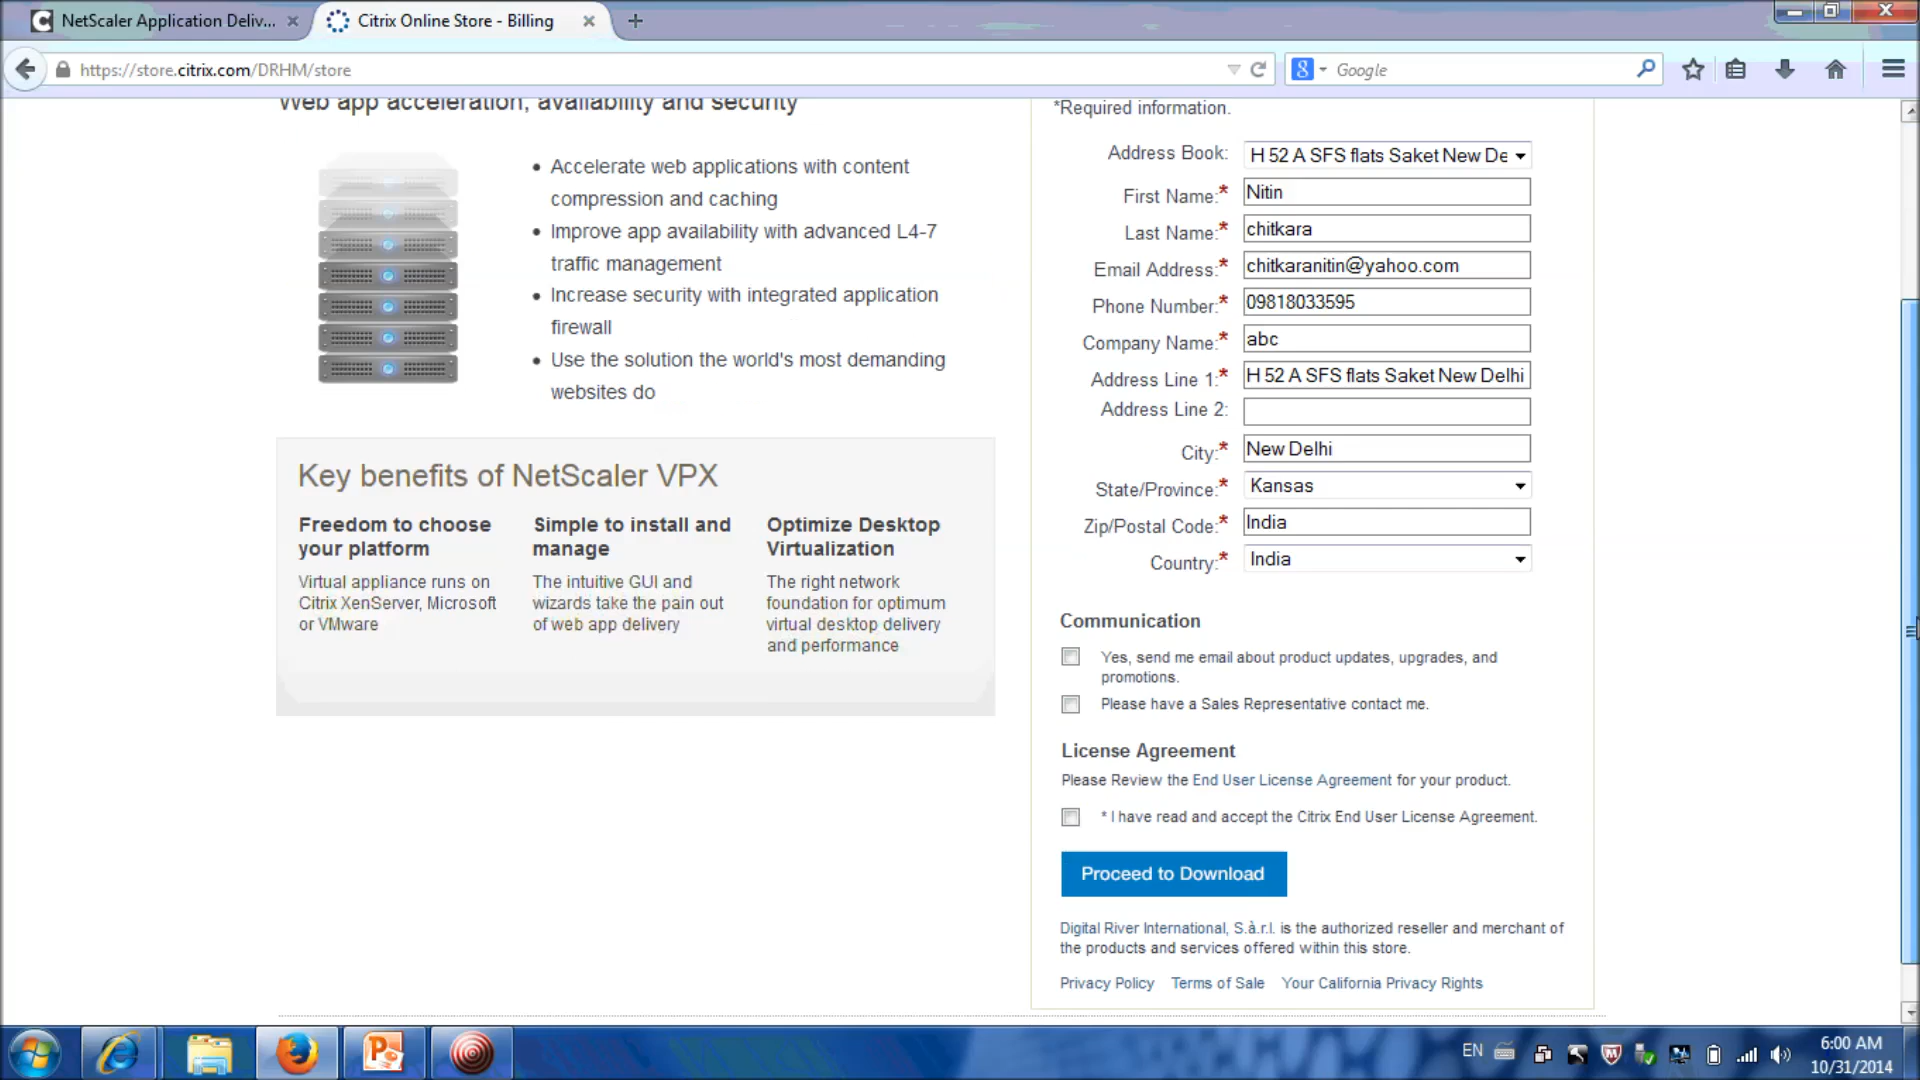 NetScaler Application Deliv...
Citrix Online Store - Billing
https://store.citrix.com/DRHM/store
Google
Web app acceleration, availability and security
Accelerate web applications with content
compression and caching
Improve app availability with advanced L4-7
traffic management
Increase security with integrated application
firewall
Use the solution the world's most demanding
websites do
Key benefits of NetScaler VPX
Freedom to choose
your platform
Virtual appliance runs on
Citrix XenServer, Microsoft
or VMware
Simple to install and
manage
The intuitive GUI and
wizards take the pain out
of web app delivery
Optimize Desktop
Virtualization
The right network
foundation for optimum
virtual desktop delivery
and performance
*Required information.
Address Book: H 52 A SFS flats Saket New De
First Name:* Nitin
Last Name:* chitkara
Email Address:* chitkaranitin@yahoo.com
Phone Number:* 09818033595
Company Name:* abc
Address Line 1:* H 52 A SFS flats Saket New Delhi
Address Line 2:
City:* New Delhi
State/Province:* Kansas
Zip/Postal Code:* India
Country:* India
Communication
Yes, send me email about product updates, upgrades, and
promotions.
Please have a Sales Representative contact me.
License Agreement
Please Review the End User License Agreement for your product.
* I have read and accept the Citrix End User License Agreement.
Proceed to Download
Digital River International, S.à.r.l. is the authorized reseller and merchant of
the products and services offered within this store.
Privacy Policy Terms of Sale Your California Privacy Rights
EN
6:00 AM
10/31/2014